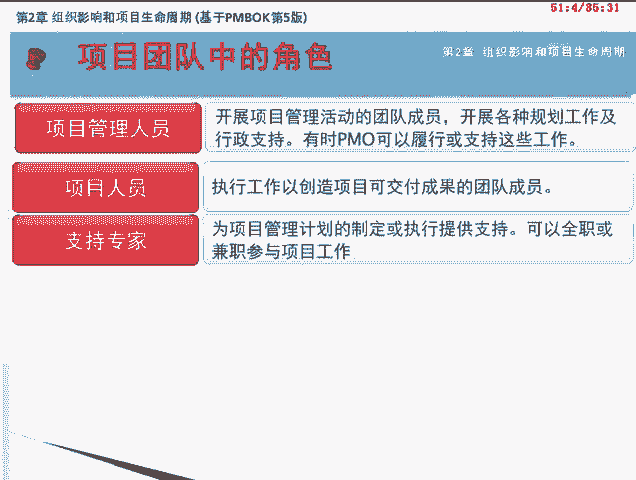 第2章 组织影响和项目生命周期 (基于PMBOK第5版)
51:4/85:31
项目团队中的角色
第2章 组织影响和项目生命周期
项目管理人员
开展项目管理活动的团队成员，开展各种规划工作及
行政支持。有时PMO可以履行或支持这些工作。
项目人员
执行工作以创造项目可交付成果的团队成员。
支持专家
为项目管理计划的制定或执行提供支持。可以全职或
兼职参与项目工作